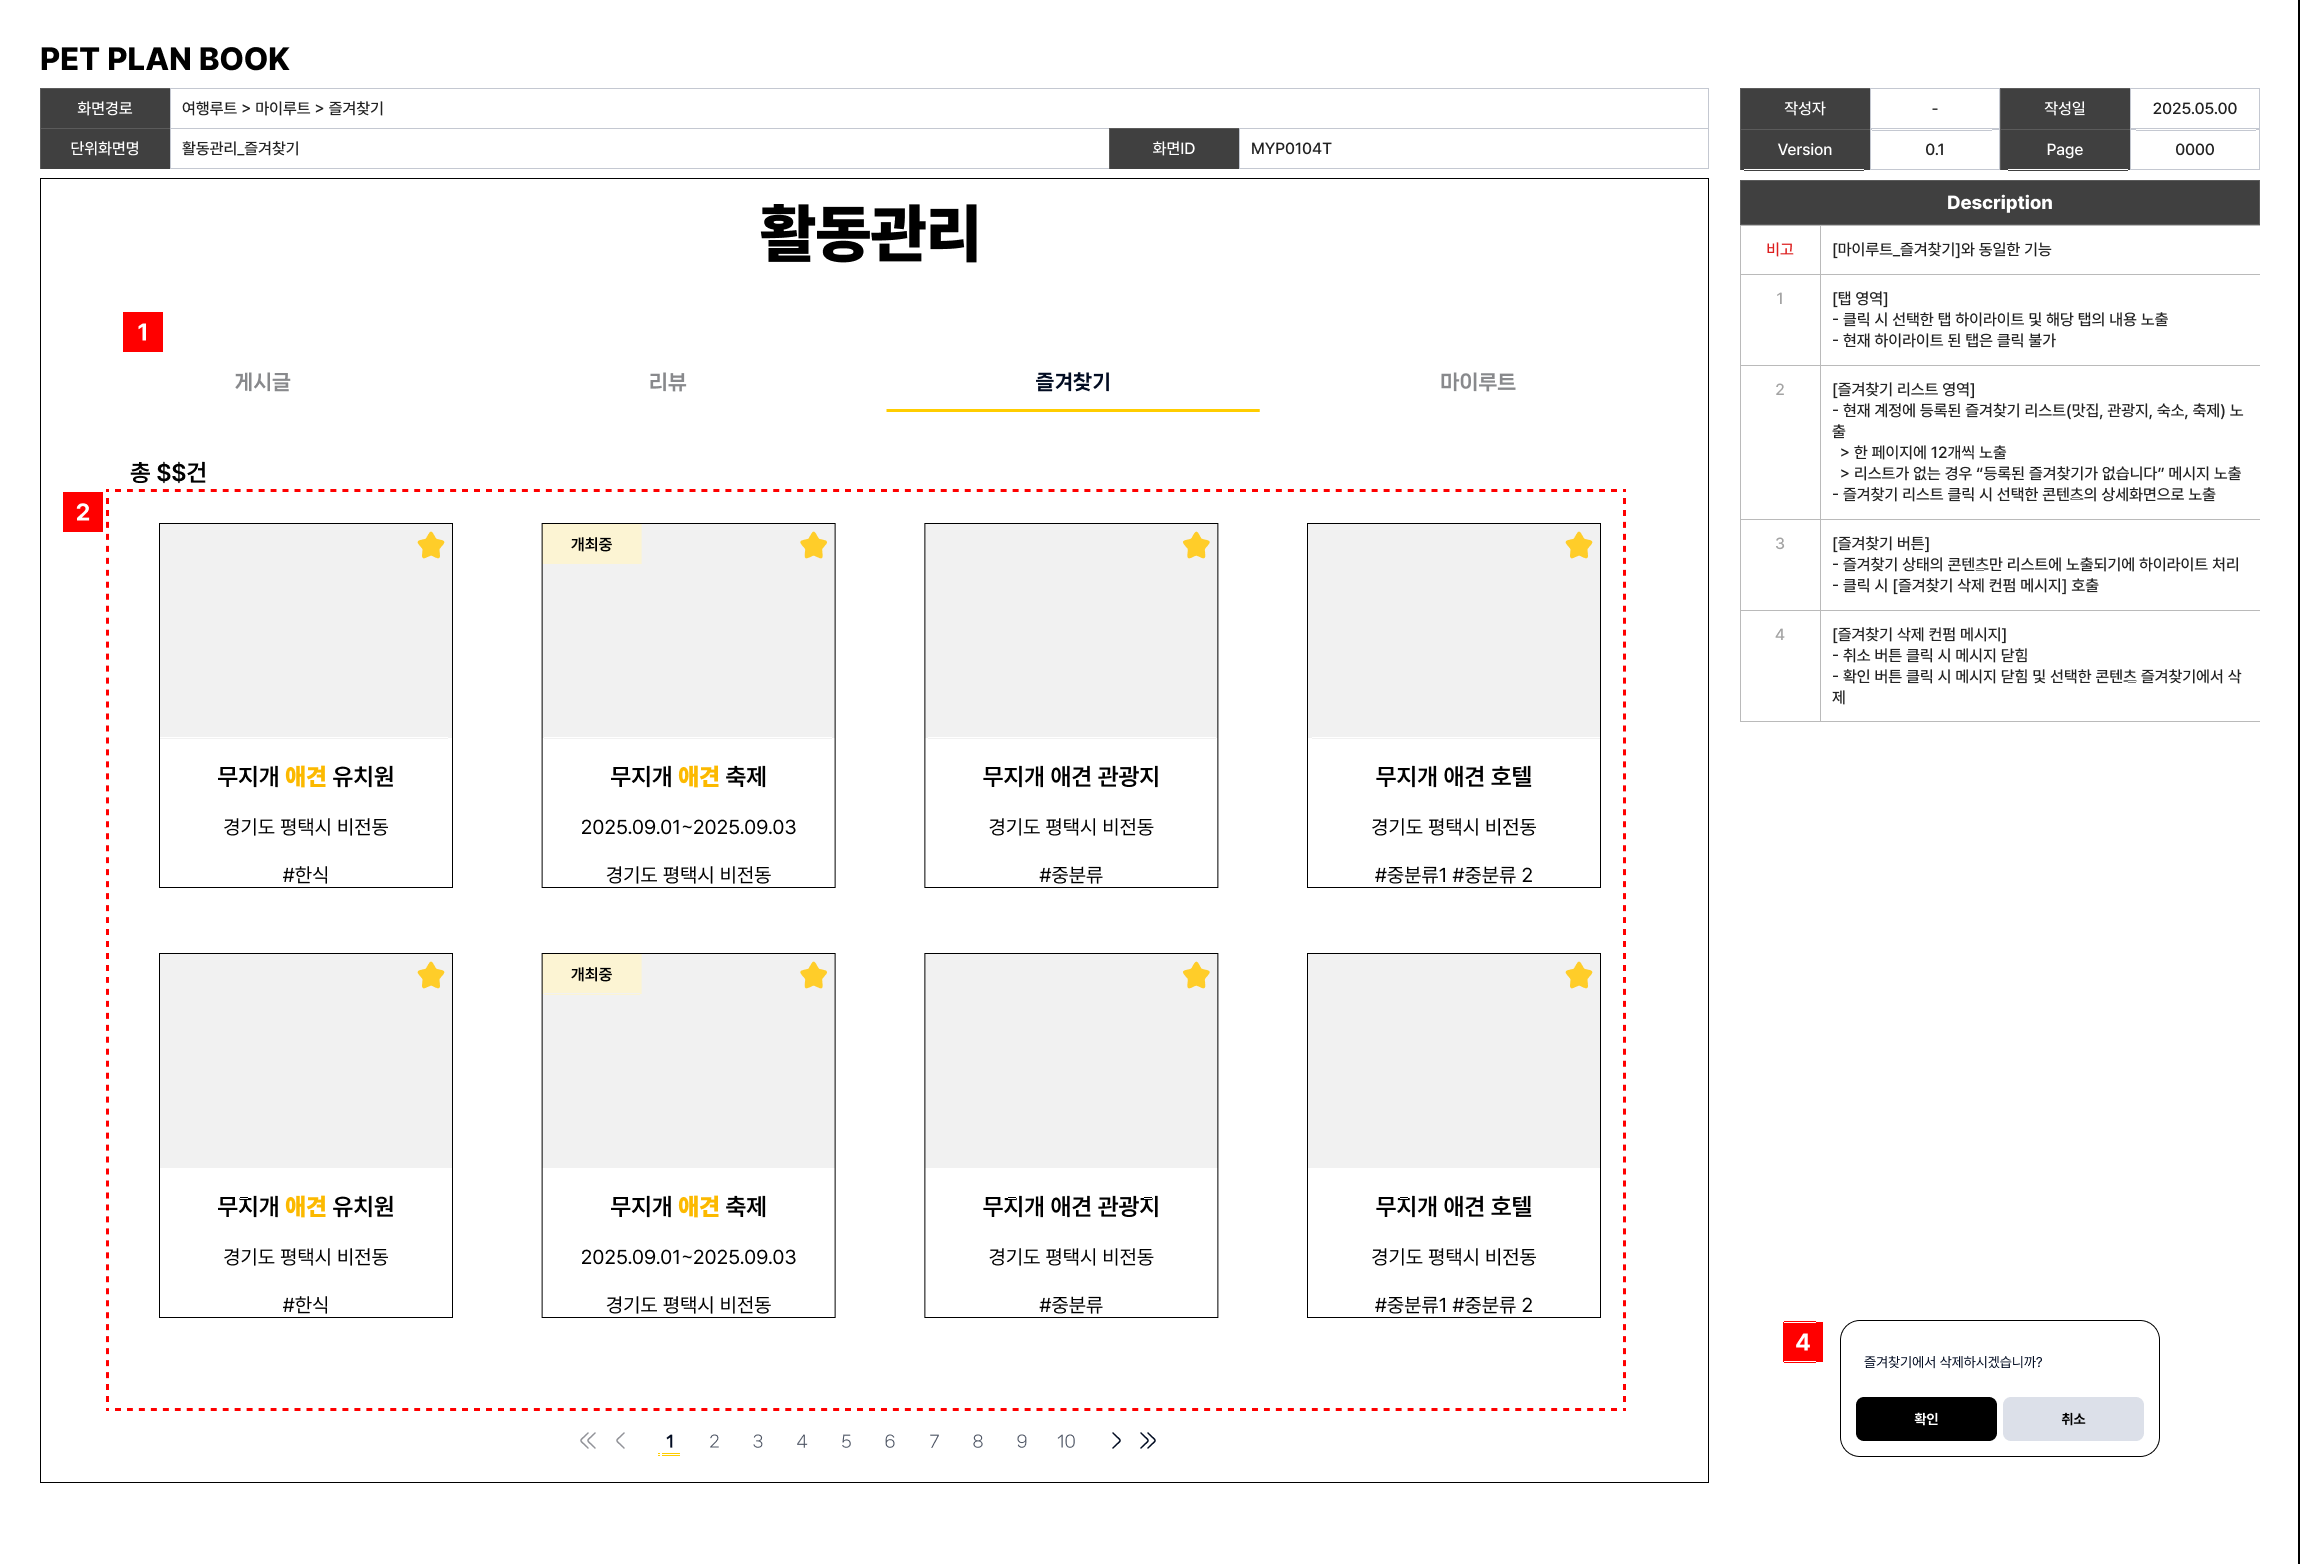 PET PLAN BOOK
화면경로 여행루트 > 마이루트 > 즐겨찾기
단위화면명 활동관리_즐겨찾기 화면ID MYP0104T
작성자 - 작성일 2025.05.00
Version 0.1 Page 0000
활동관리
1
게시글 리뷰 즐겨찾기 마이루트
총 $$건
2
개최중
무지개 애견 유치원
경기도 평택시 비전동
#한식
무지개 애견 축제
2025.09.01~2025.09.03
경기도 평택시 비전동
무지개 애견 관광지
경기도 평택시 비전동
#중분류
무지개 애견 호텔
경기도 평택시 비전동
#중분류1 #중분류 2
개최중
무지개 애견 유치원
경기도 평택시 비전동
#한식
무지개 애견 축제
2025.09.01~2025.09.03
경기도 평택시 비전동
무지개 애견 관광지
경기도 평택시 비전동
#중분류
무지개 애견 호텔
경기도 평택시 비전동
#중분류1 #중분류 2
1 2 3 4 5 6 7 8 9 10
Description
비고 [마이루트_즐겨찾기]와 동일한 기능
1 [탭 영역]
- 클릭 시 선택한 탭 하이라이트 및 해당 탭의 내용 노출
- 현재 하이라이트 된 탭은 클릭 불가
2 [즐겨찾기 리스트 영역]
- 현재 계정에 등록된 즐겨찾기 리스트(맛집, 관광지, 숙소, 축제) 노
출
> 한 페이지에 12개씩 노출
> 리스트가 없는 경우 “등록된 즐겨찾기가 없습니다” 메시지 노출
- 즐겨찾기 리스트 클릭 시 선택한 콘텐츠의 상세화면으로 노출
3 [즐겨찾기 버튼]
- 즐겨찾기 상태의 콘텐츠만 리스트에 노출되기에 하이라이트 처리
- 클릭 시 [즐겨찾기 삭제 컨펌 메시지] 호출
4 [즐겨찾기 삭제 컨펌 메시지]
- 취소 버튼 클릭 시 메시지 닫힘
- 확인 버튼 클릭 시 메시지 닫힘 및 선택한 콘텐츠 즐겨찾기에서 삭
제
4
즐겨찾기에서 삭제하시겠습니까?
확인 취소